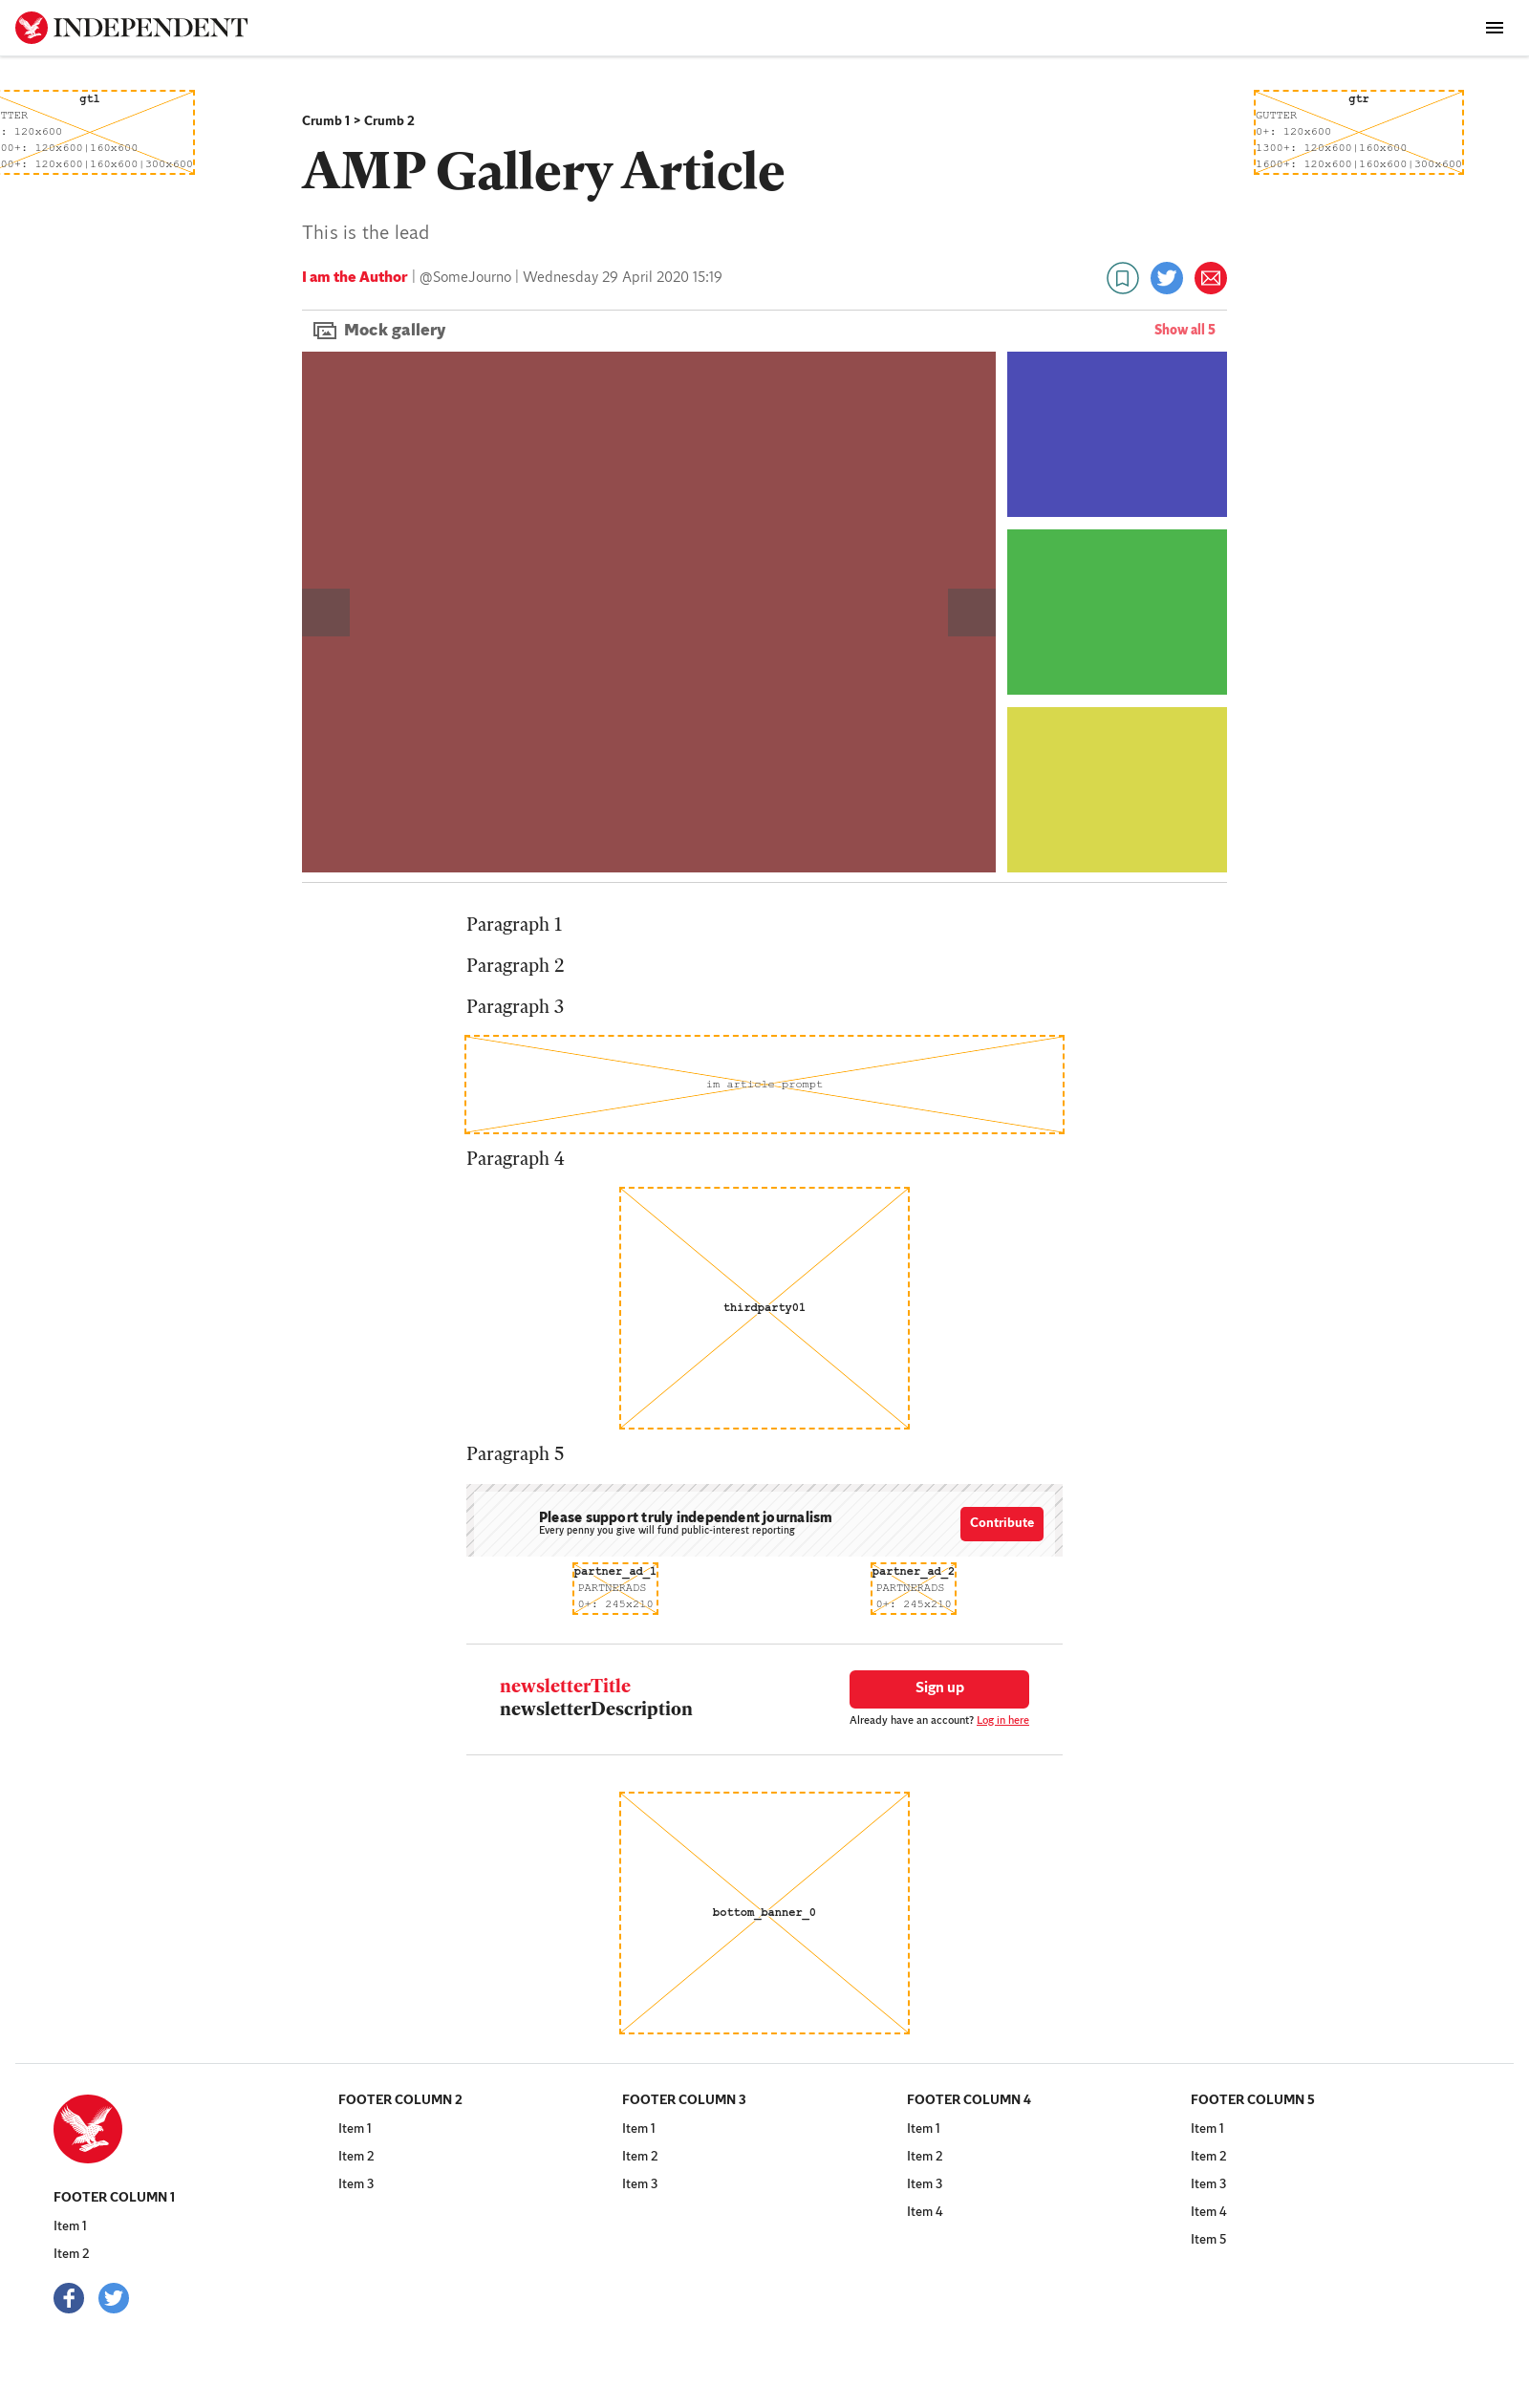 INDEPENDENT
gtl
TTER
: 120x600
00+: 120x600|160x600
00+: 120x600|160x600|300x600
gtr
GUTTER
0+: 120x600
1300+: 120x600|160x600
1600+: 120x600|160x600|300x600
Crumb 1 > Crumb 2
AMP Gallery Article
This is the lead
I am the Author | @SomeJourno | Wednesday 29 April 2020 15:19
Mock gallery
Show all 5
Paragraph 1
Paragraph 2
Paragraph 3
im article prompt
Paragraph 4
thirdparty01
Paragraph 5
Please support truly independent journalism
Every penny you give will fund public-interest reporting
Contribute
partner_ad_1
PARTNERADS
0+: 245x210
partner_ad_2
PARTNERADS
0+: 245x210
newsletterTitle
newsletterDescription
Sign up
Already have an account? Log in here
bottom_banner_0
FOOTER COLUMN 1
Item 1
Item 2
FOOTER COLUMN 2
Item 1
Item 2
Item 3
FOOTER COLUMN 3
Item 1
Item 2
Item 3
FOOTER COLUMN 4
Item 1
Item 2
Item 3
Item 4
FOOTER COLUMN 5
Item 1
Item 2
Item 3
Item 4
Item 5